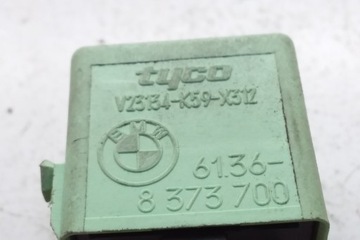 tyco
V23134-K59-X312
BMW
61.36-
8 373 700